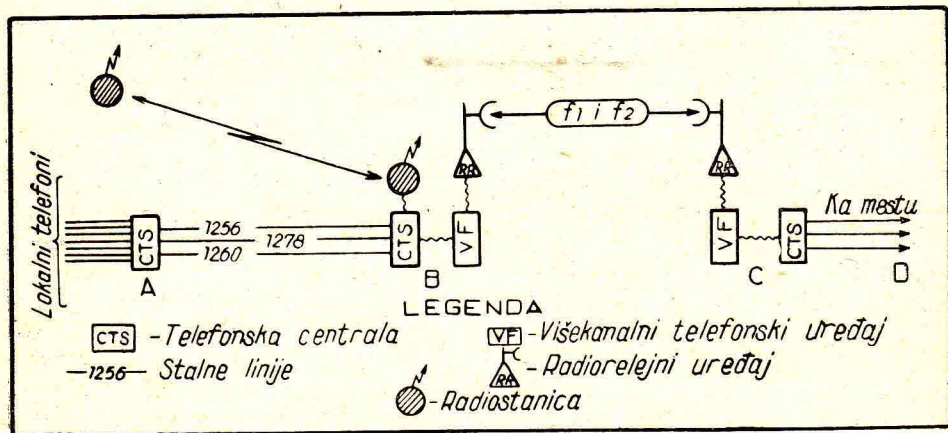 f1 i f2
RR
RR
Lokalni telefoni
CTS
1256
1278
1260
CTS
VF
VF
CTS
Ka mestu
A
B
C
D
LEGENDA
CTS - Telefonska centrala
VF - Višekanalni telefonski uređaj
1256 Stalne linije
RR - Radiorelejni uređaj
- Radiostanica